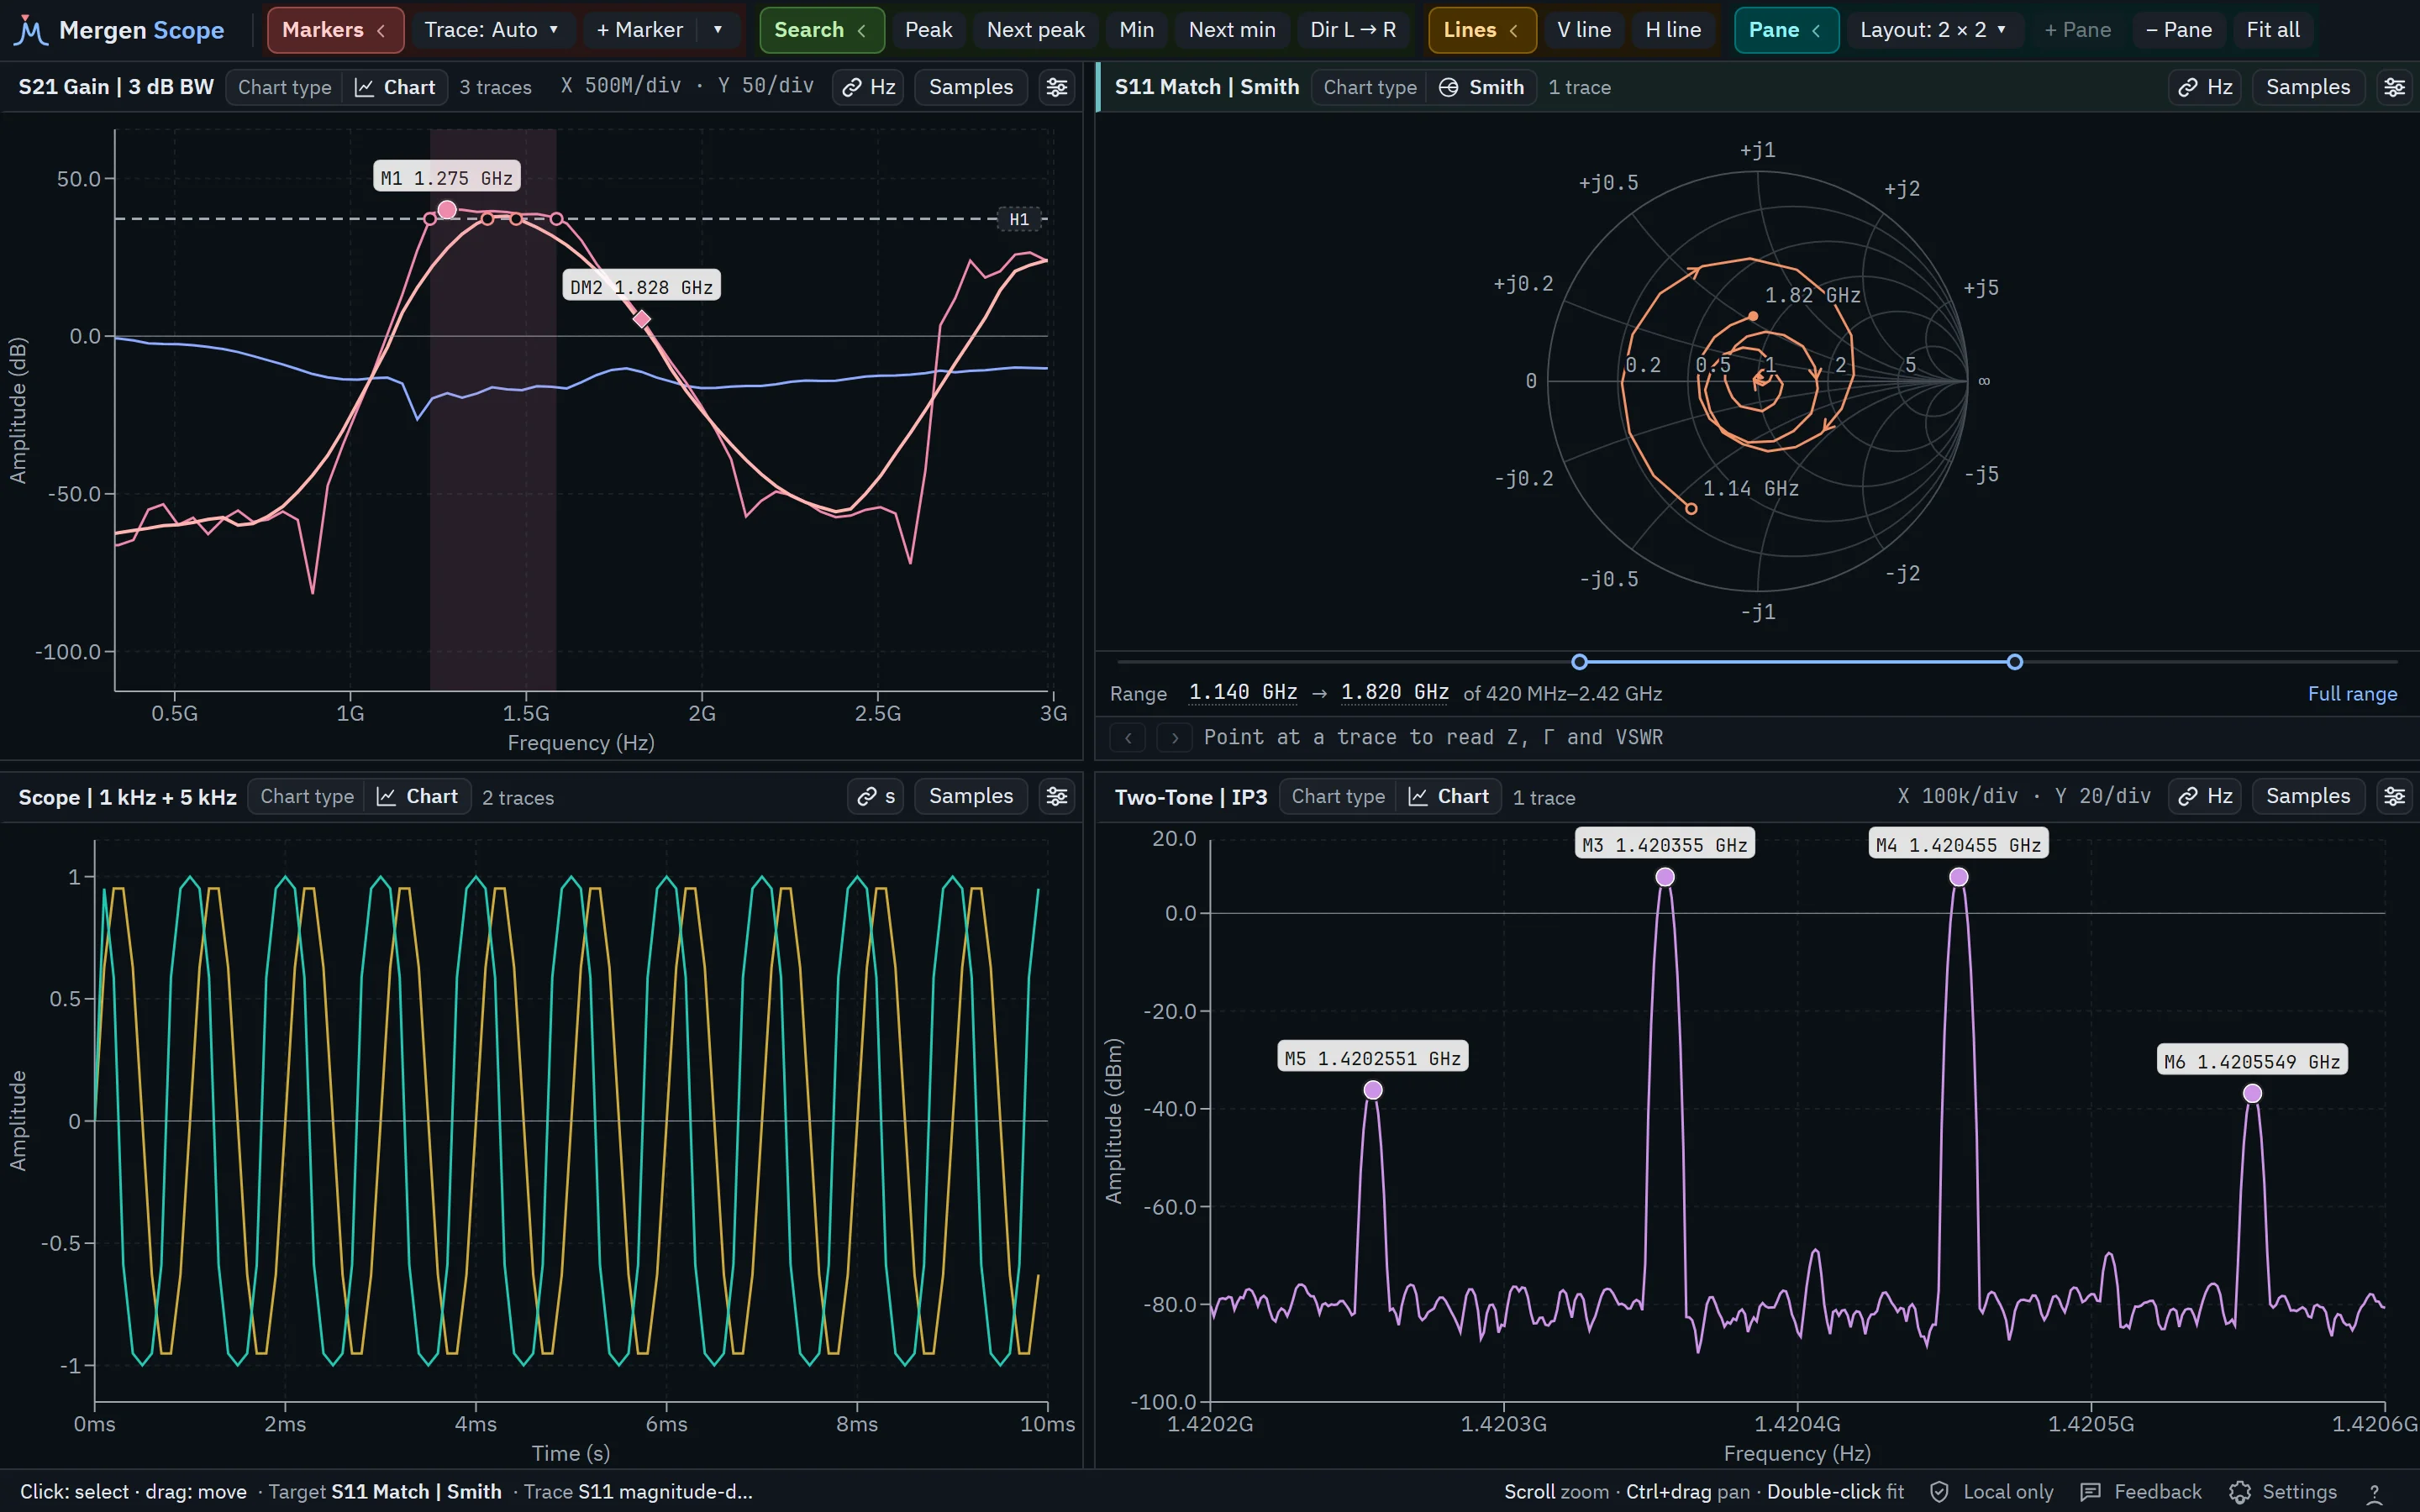 Mergen Scope Markers Trace: Auto + Marker Search Peak Next peak Min Next min Dir L → R Lines V line H line Pane Layout: 2 × 2 + Pane − Pane Fit all
S21 Gain | 3 dB BW Chart type Chart 3 traces X 500M/div · Y 50/div Hz Samples
50.0
0.0
-50.0
-100.0
Amplitude (dB)
M1 1.275 GHz
H1
DM2 1.828 GHz
0.5G 1G 1.5G 2G 2.5G 3G
Frequency (Hz)
S11 Match | Smith Chart type Smith 1 trace Hz Samples
+j1
+j0.5 +j2
+j0.2 +j5
1.82 GHz
0.2 0.5 1 2 5
0 ∞
-j0.2 -j5
1.14 GHz
-j0.5 -j2
-j1
Range 1.140 GHz → 1.820 GHz of 420 MHz–2.42 GHz Full range
‹ › Point at a trace to read Z, Γ and VSWR
Scope | 1 kHz + 5 kHz Chart type Chart 2 traces s Samples
1
0.5
0
-0.5
-1
Amplitude
0ms 2ms 4ms 6ms 8ms 10ms
Time (s)
Two-Tone | IP3 Chart type Chart 1 trace X 100k/div · Y 20/div Hz Samples
20.0
0.0
-20.0
-40.0
-60.0
-80.0
-100.0
Amplitude (dBm)
M3 1.420355 GHz M4 1.420455 GHz
M5 1.4202551 GHz M6 1.4205549 GHz
1.4202G 1.4203G 1.4204G 1.4205G 1.4206G
Frequency (Hz)
Click: select · drag: move · Target S11 Match | Smith · Trace S11 magnitude-d... Scroll zoom · Ctrl+drag pan · Double-click fit Local only Feedback Settings ?